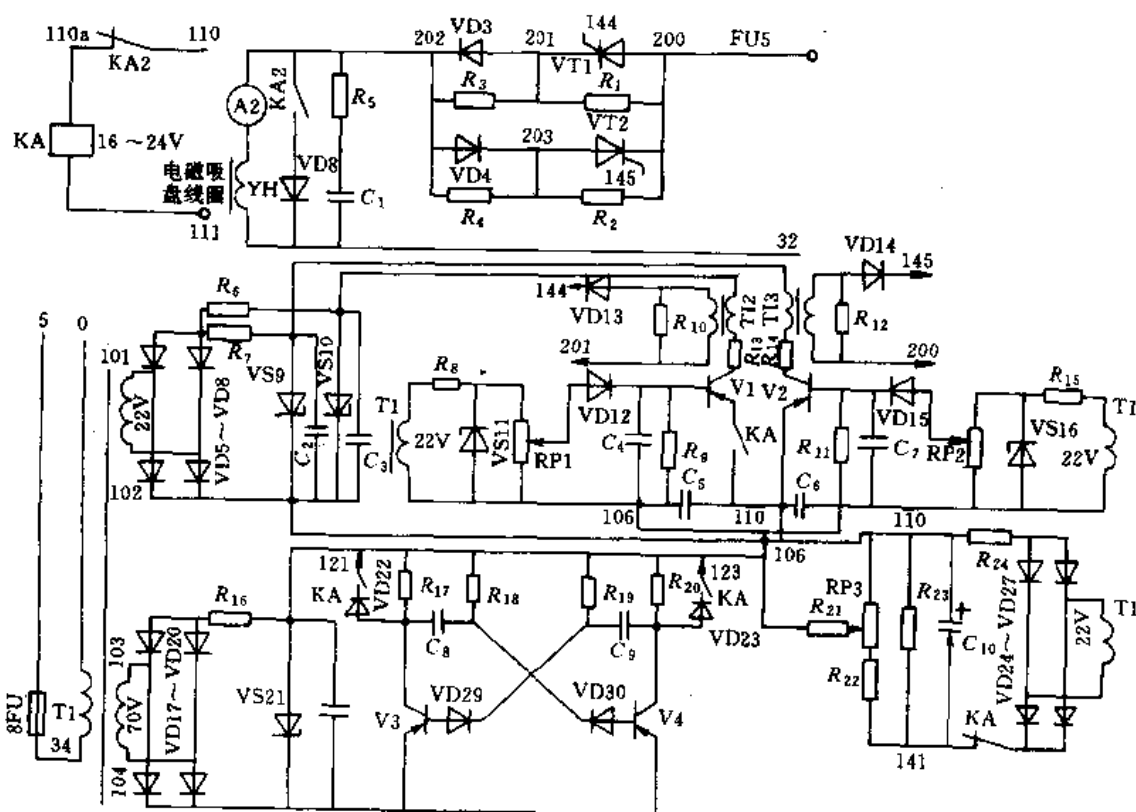 110a 110 202 VD3 201 144 200 FU5
KA2 VT1
A2 KA2 R5 R3 R1
KA 16～24V VT2
203
电磁吸 VD8
盘线圈 YH VD4 145
111 C1 R4 R2
32 VD14 145
5 0 R6 144 VD13 R10 TI2 TI3 R12
101 R7 201 R13 R14 200
VS9 VS10 R8 V1 V2 R15 T1
22V VD5～VD8 T1 VD12 VD15
C2 C3 22V VS11 RP1 C4 R9 KA R11 C7 RP2 VS16 22V
102 C5 C6
106 110 110
106 R24
121 VD22 R17 R18 R19 R20 123 RP3 R23 T1
KA KA R21
R16 C8 C9 VD23 C10 VD24～VD27 22V
103 R22
8FU T1 70V VD17～VD20 VS21 V3 VD29 VD30 V4 KA
34 141
104